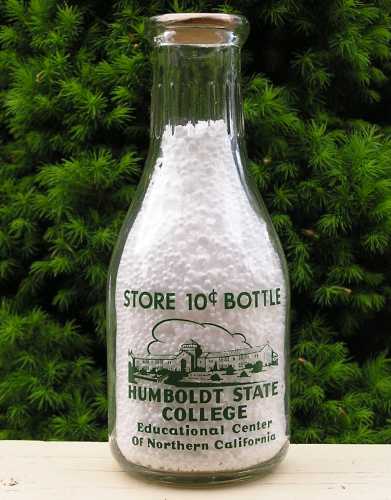 STORE 10¢ BOTTLE
HUMBOLDT STATE
COLLEGE
Educational Center
Of Northern California